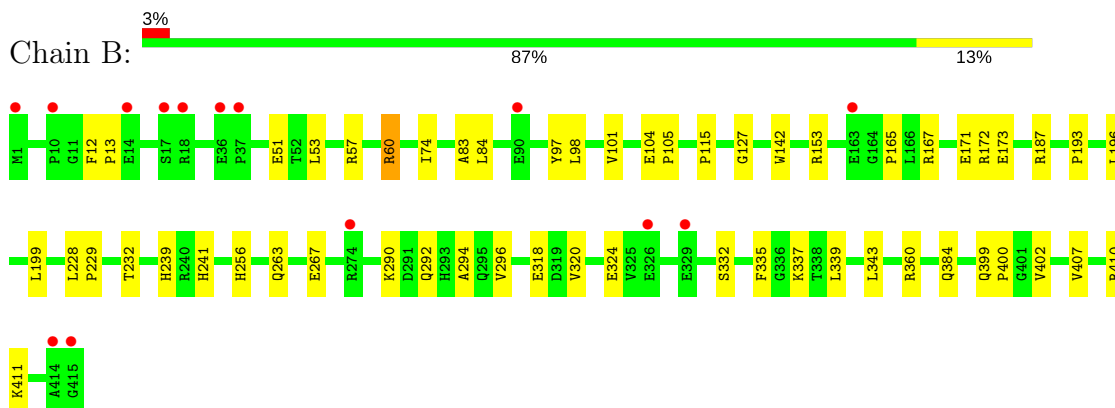 3%
Chain B:
87% 13%
M1 P10 G11 F12 P13 E14 S17 R18 E36 P37 E51 T52 L53 R57 R60 I74 A83 L84 E90 Y97 L98 V101 E104 P105 P115 G127 W142 R153 E163 G164 P165 L166 R167 E171 R172 E173 R187 P193 L196
L199 L228 P229 T232 H239 R240 H241 H256 Q263 E267 R274 K290 D291 Q292 H293 A294 Q295 V296 E318 D319 V320 E324 V325 E326 E329 S332 F335 G336 K337 T338 L339 L343 R360 Q384 Q399 P400 G401 V402 V407
K411 A414 G415